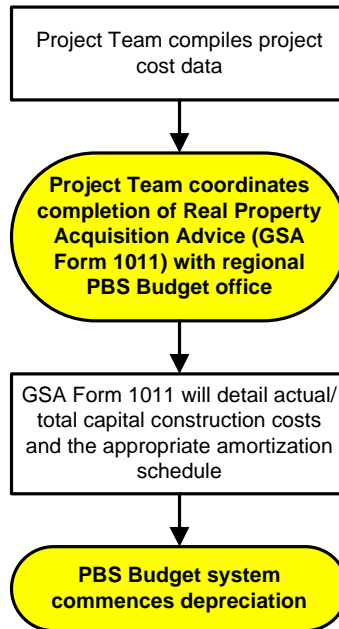 Project Team compiles project
cost data
Project Team coordinates
completion of Real Property
Acquisition Advice (GSA
Form 1011) with regional
PBS Budget office
GSA Form 1011 will detail actual/
total capital construction costs
and the appropriate amortization
schedule
PBS Budget system
commences depreciation